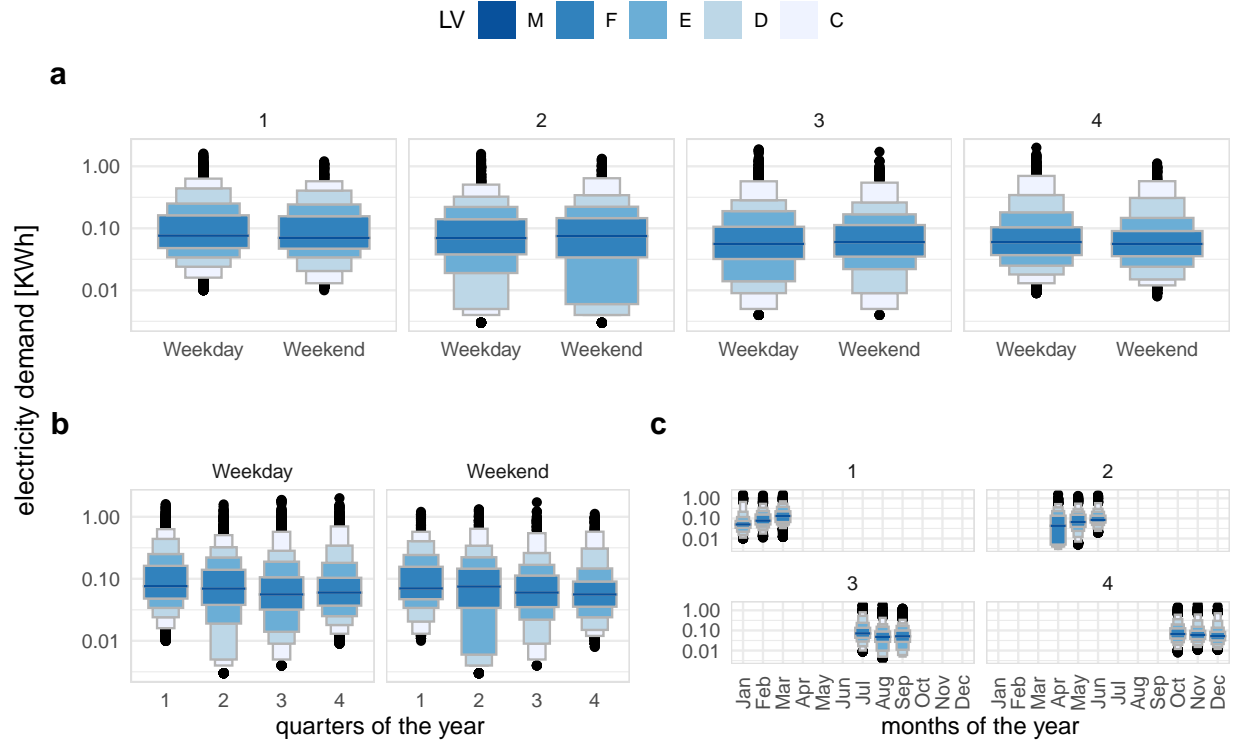 LV M F E D C
a
1 2 3 4
1.00
0.10
0.01
Weekday Weekend Weekday Weekend Weekday Weekend Weekday Weekend
electricity demand [KWh]
b
Weekday Weekend
1.00
0.10
0.01
1 2 3 4 1 2 3 4
quarters of the year
c
1 2
1.00
0.10
0.01
3 4
1.00
0.10
0.01
Jan Feb Mar Apr May Jun Jul Aug Sep Oct Nov Dec Jan Feb Mar Apr May Jun Jul Aug Sep Oct Nov Dec
months of the year